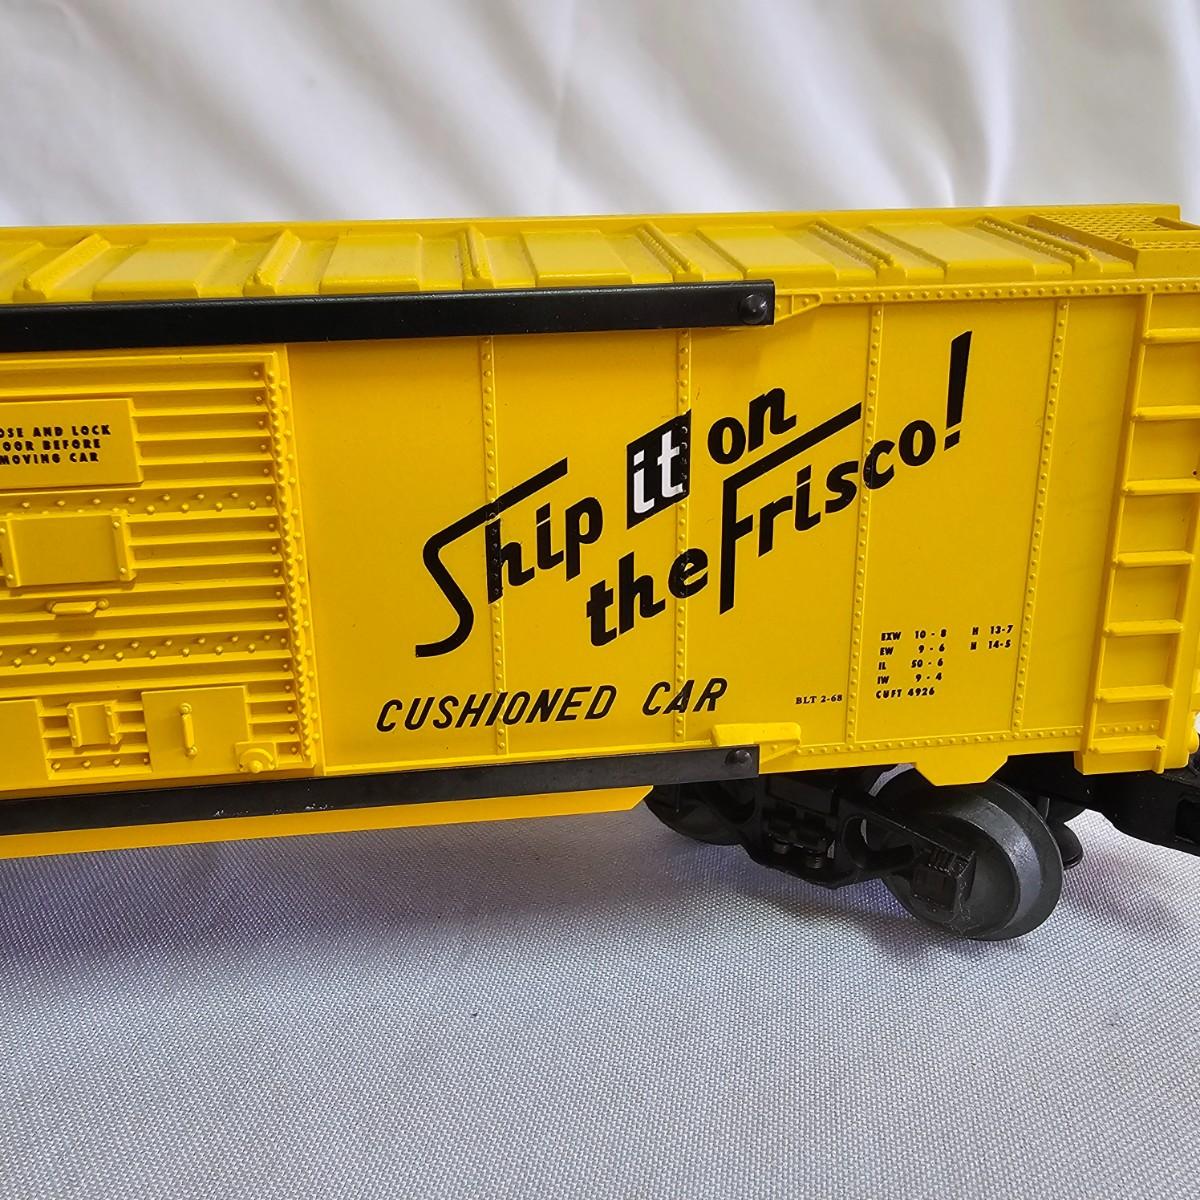 OSE AND LOCK
OOR BEFORE
MOVING CAR
Ship it on
the Frisco!
CUSHIONED CAR
BLT 2-68
EXW 10-8 H 13-7
EW 9-6 H 14-5
IL 50-6
IW 9-4
CUFT 4926